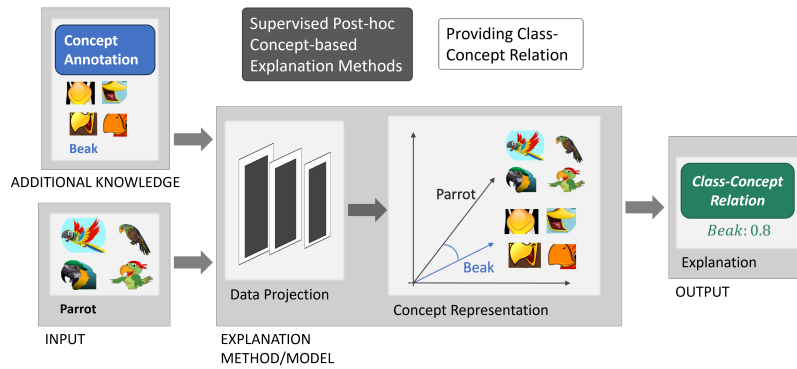 Supervised Post-hoc
Concept-based
Explanation Methods
Providing Class-
Concept Relation
Concept
Annotation
Beak
ADDITIONAL KNOWLEDGE
Parrot
INPUT
Data Projection
EXPLANATION
METHOD/MODEL
Parrot
Beak
Concept Representation
Class-Concept
Relation
Beak: 0.8
Explanation
OUTPUT